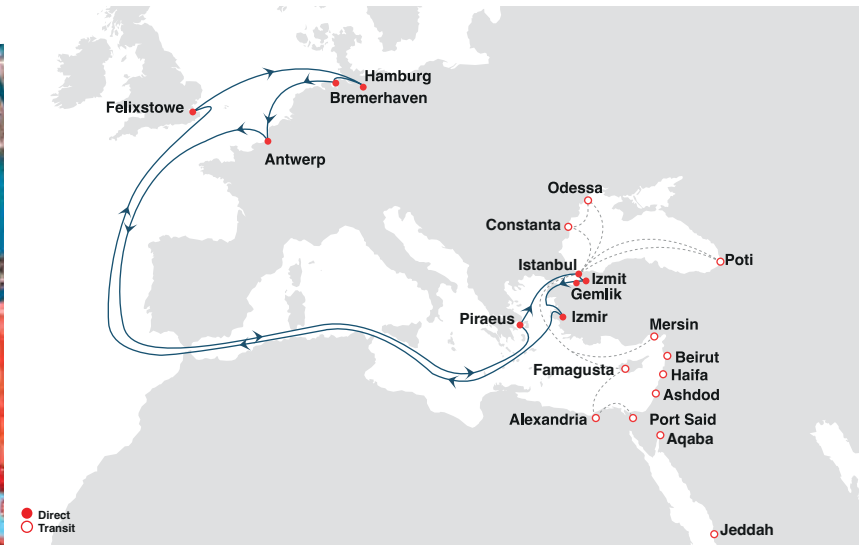 Hamburg
Bremerhaven
Felixstowe
Antwerp
Odessa
Constanta
Istanbul
Poti
Izmit
Gemlik
Piraeus
Izmir
Mersin
Beirut
Famagusta
Haifa
Ashdod
Alexandria
Port Said
Aqaba
Direct
Transit
Jeddah